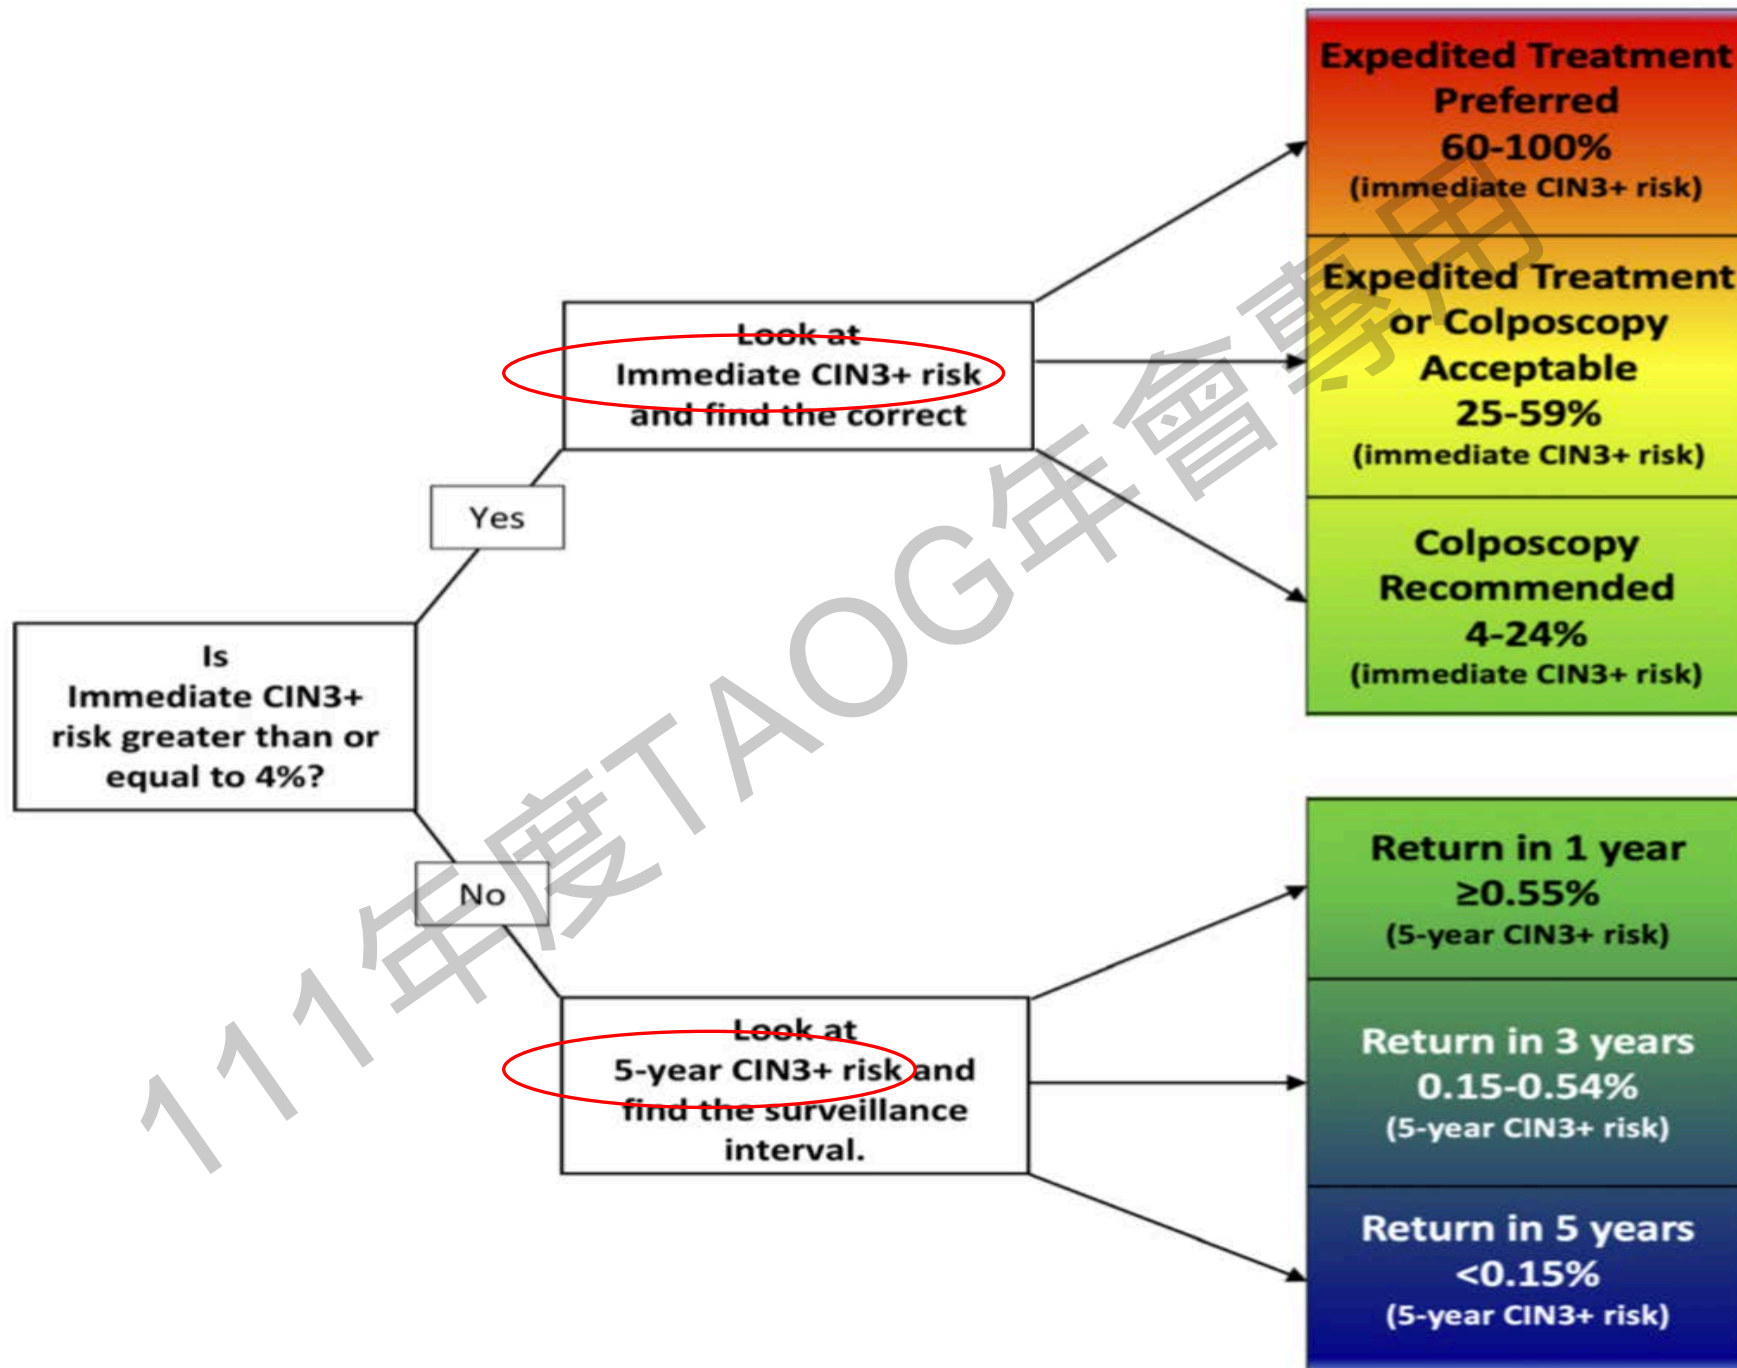 Expedited Treatment
Preferred
60-100%
(immediate CIN3+ risk)
Expedited Treatment
or Colposcopy
Acceptable
25-59%
(immediate CIN3+ risk)
Colposcopy
Recommended
4-24%
(immediate CIN3+ risk)
Look at
Immediate CIN3+ risk
and find the correct
Yes
Is
Immediate CIN3+
risk greater than or
equal to 4%?
No
Look at
5-year CIN3+ risk and
find the surveillance
interval.
Return in 1 year
≥0.55%
(5-year CIN3+ risk)
Return in 3 years
0.15-0.54%
(5-year CIN3+ risk)
Return in 5 years
<0.15%
(5-year CIN3+ risk)
111年度TAOG年會專用